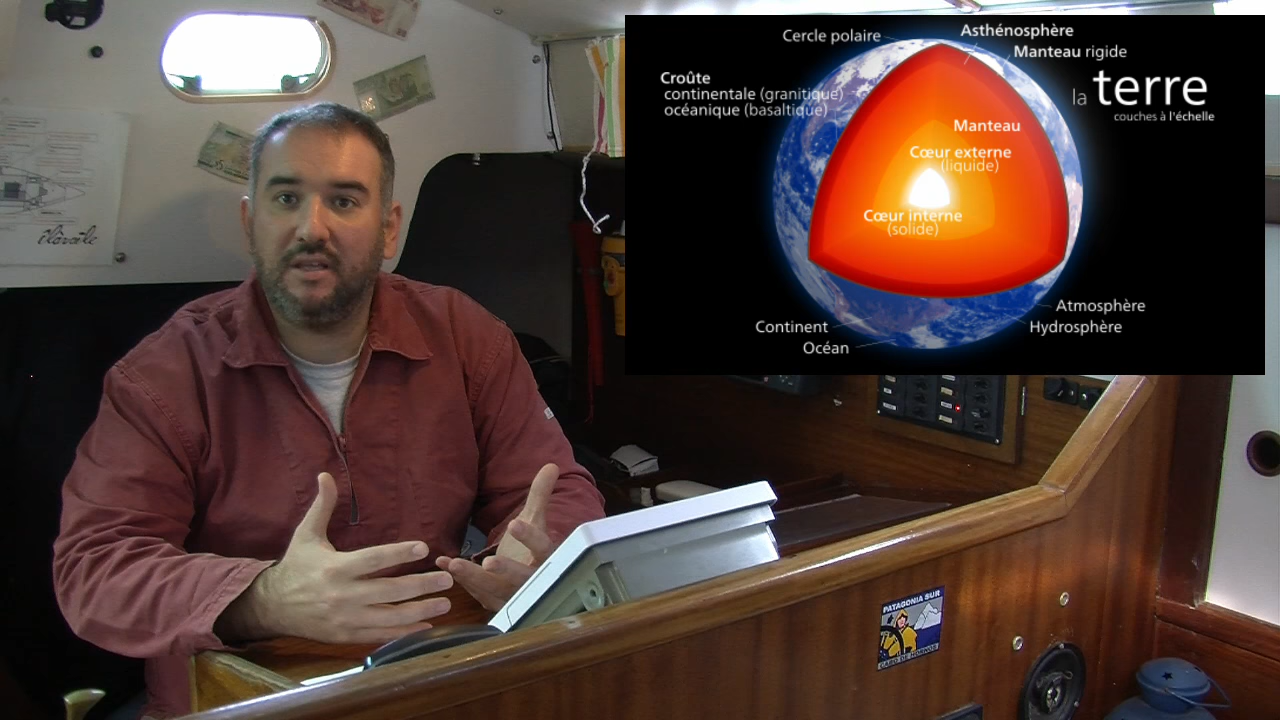 Cercle polaire
Asthénosphère
Manteau rigide
Croûte
continentale (granitique)
océanique (basaltique)
la terre
couches à l'échelle
Manteau
Cœur externe
(liquide)
Cœur interne
(solide)
Atmosphère
Hydrosphère
Continent
Océan
PATAGONIA SUR
CABO DE HORNOS